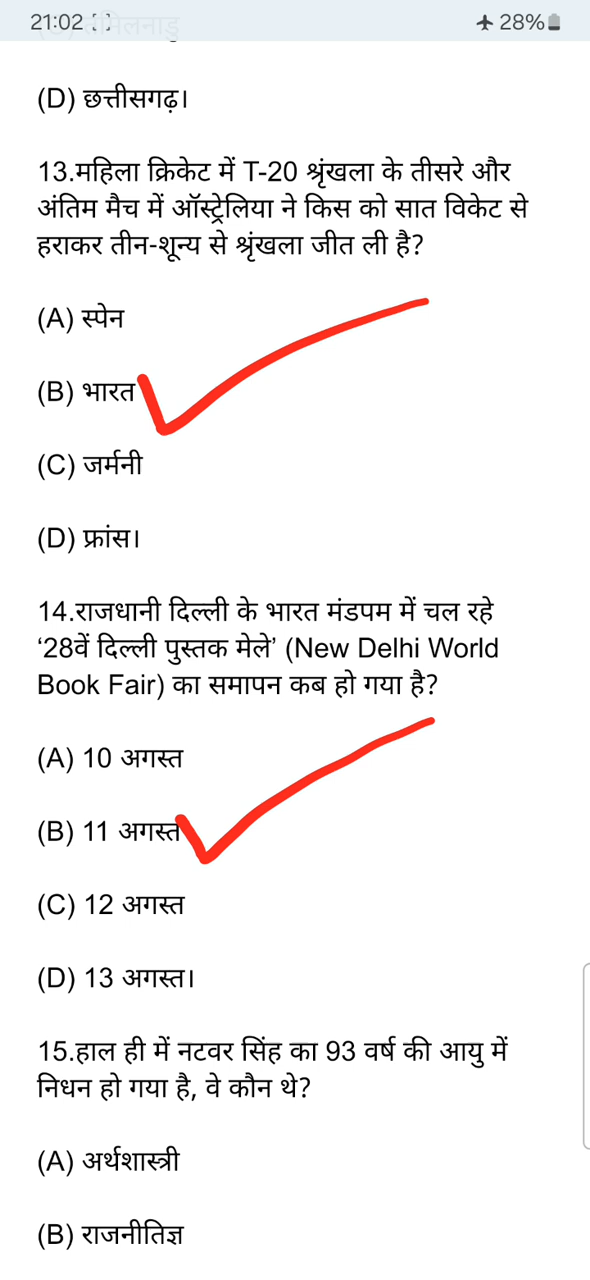 21:02
28%
(D) छत्तीसगढ़।
13.महिला क्रिकेट में T-20 श्रृंखला के तीसरे और
अंतिम मैच में ऑस्ट्रेलिया ने किस को सात विकेट से
हराकर तीन-शून्य से श्रृंखला जीत ली है?
(A) स्पेन
(B) भारत
(C) जर्मनी
(D) फ्रांस।
14.राजधानी दिल्ली के भारत मंडपम में चल रहे
‘28वें दिल्ली पुस्तक मेले’ (New Delhi World
Book Fair) का समापन कब हो गया है?
(A) 10 अगस्त
(B) 11 अगस्त
(C) 12 अगस्त
(D) 13 अगस्त।
15.हाल ही में नटवर सिंह का 93 वर्ष की आयु में
निधन हो गया है, वे कौन थे?
(A) अर्थशास्त्री
(B) राजनीतिज्ञ